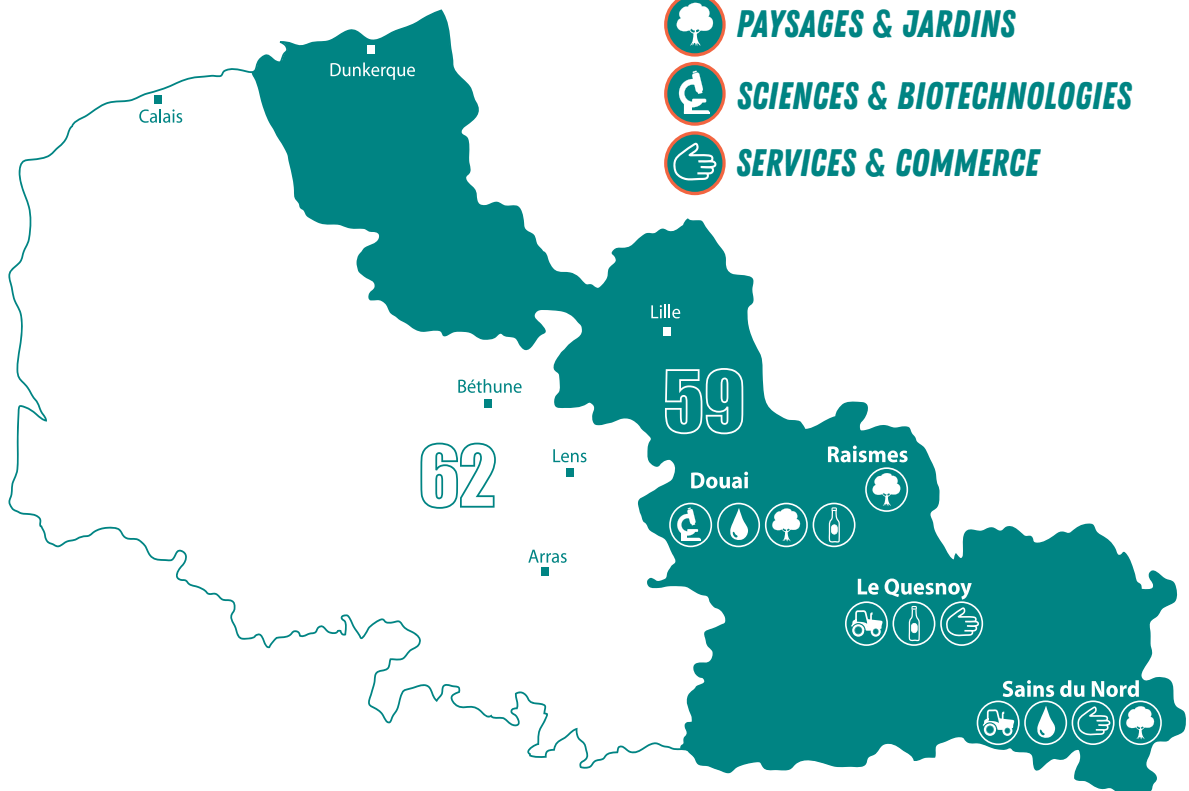 PAYSAGES & JARDINS
SCIENCES & BIOTECHNOLOGIES
SERVICES & COMMERCE
Dunkerque
Calais
Lille
Béthune
59
62
Lens
Raismes
Douai
Arras
Le Quesnoy
Sains du Nord